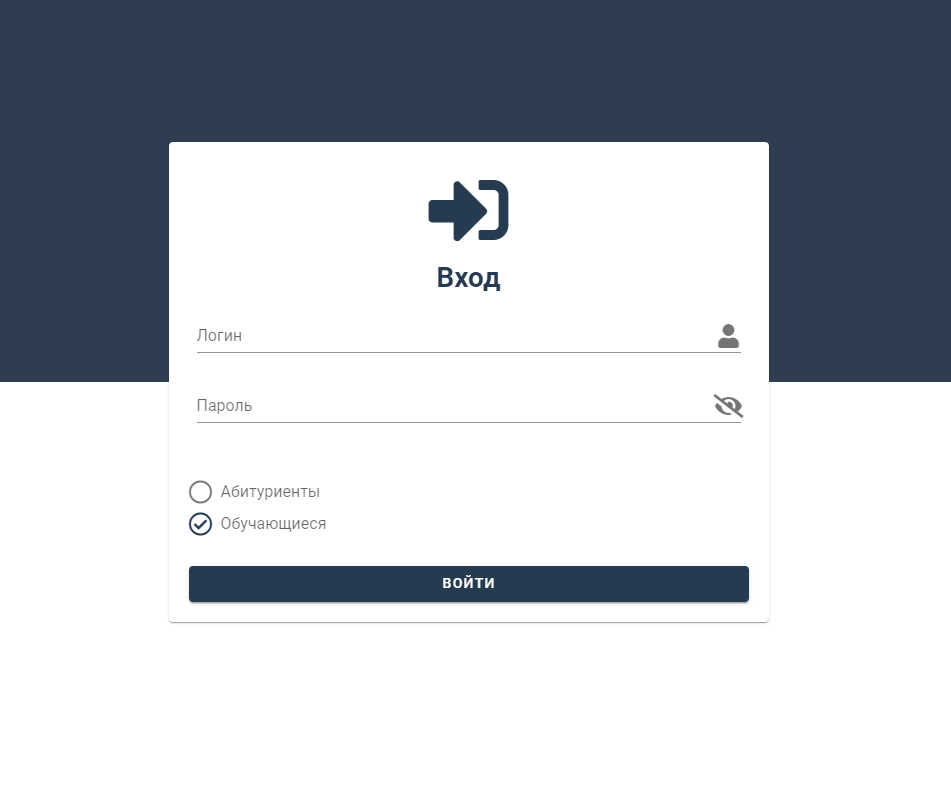 Вход
Логин
Пароль
Абитуриенты
Обучающиеся
ВОЙТИ